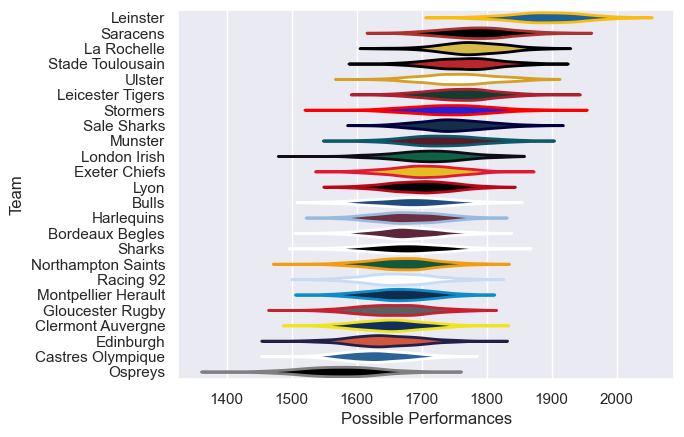 Leinster
Saracens
La Rochelle
Stade Toulousain
Ulster
Leicester Tigers
Stormers
Sale Sharks
Munster
London Irish
Exeter Chiefs
Lyon
Bulls
Harlequins
Bordeaux Begles
Sharks
Northampton Saints
Racing 92
Montpellier Herault
Gloucester Rugby
Clermont Auvergne
Edinburgh
Castres Olympique
Ospreys
Team
1400 1500 1600 1700 1800 1900 2000
Possible Performances